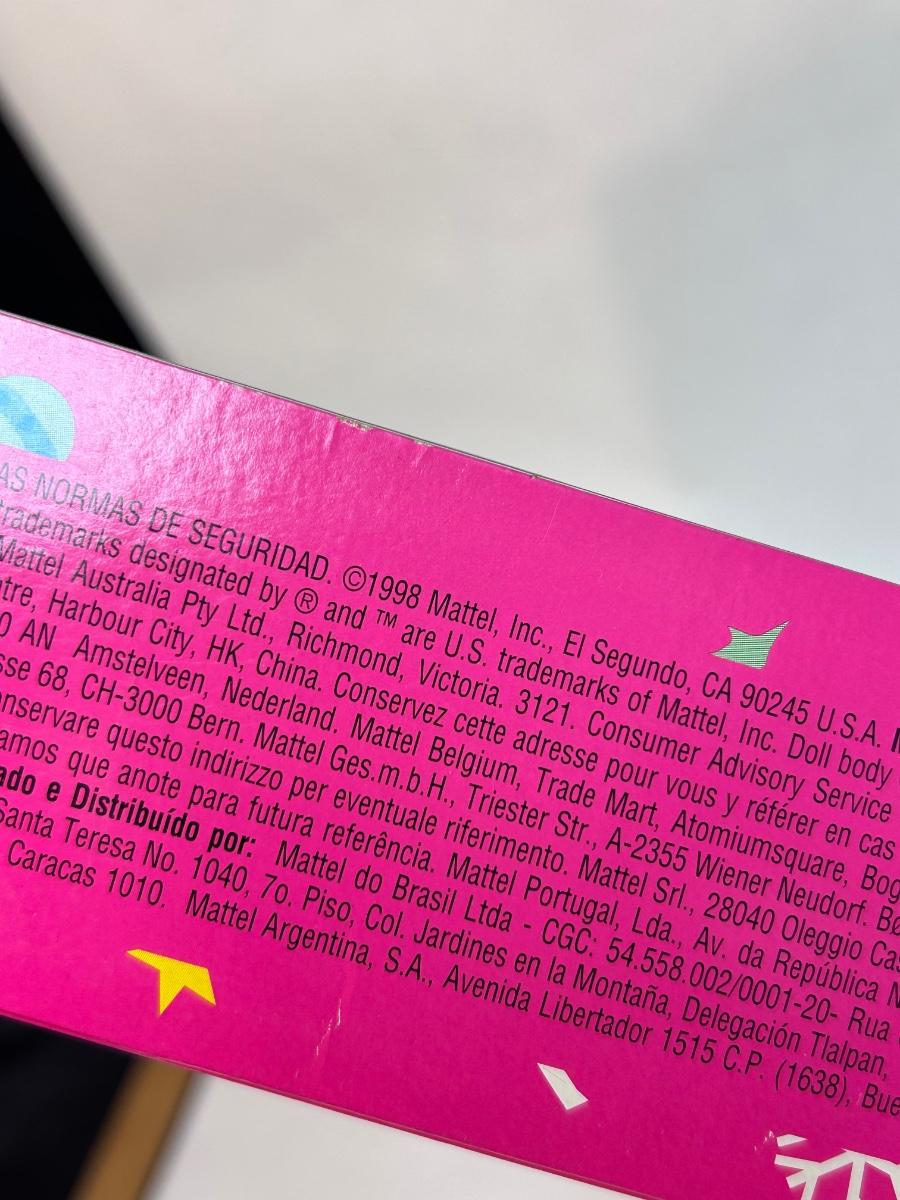 AS NORMAS DE SEGURIDAD. ©1998 Mattel, Inc., El Segundo, CA 90245 U.S.A.
trademarks designated by ® and ™ are U.S. trademarks of Mattel, Inc. Doll body
Mattel Australia Pty Ltd., Richmond, Victoria. 3121. Consumer Advisory Service
tre, Harbour City, HK, China. Conservez cette adresse pour vous y référer en cas
0 AN Amstelveen, Nederland. Mattel Belgium, Trade Mart, Atomiumsquare, Bog
sse 68, CH-3000 Bern. Mattel Ges.m.b.H., Triester Str., A-2355 Wiener Neudorf. Bø
nservare questo indirizzo per eventuale riferimento. Mattel Srl., 28040 Oleggio Cas
amos que anote para futura referência. Mattel Portugal, Lda., Av. da República N
ado e Distribuído por: Mattel do Brasil Ltda - CGC: 54.558.002/0001-20- Rua
Santa Teresa No. 1040, 7o. Piso, Col. Jardines en la Montaña, Delegación Tlalpan,
Caracas 1010. Mattel Argentina, S.A., Avenida Libertador 1515 C.P. (1638), Bue